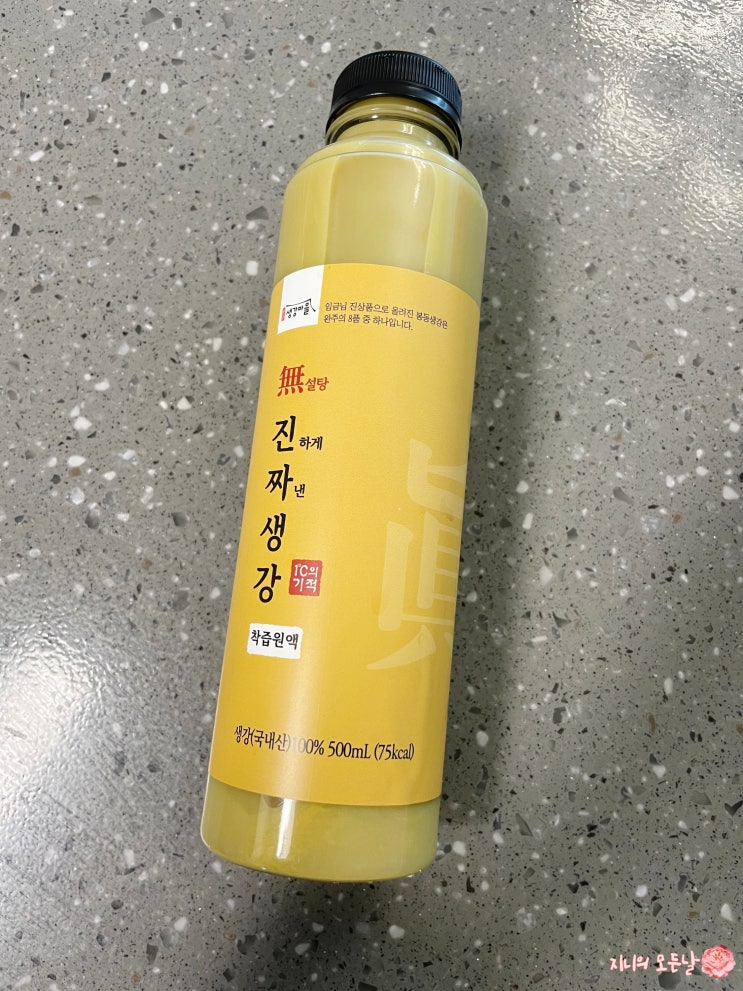 생강마을
임금님 진상품으로 올려진 봉동생강은
완주의 8품 중 하나입니다.
無설탕
진하게
짜낸
생
강
1℃의
기적
착즙원액
眞
생강(국내산)100% 500mL (75kcal)
지니의 모든날